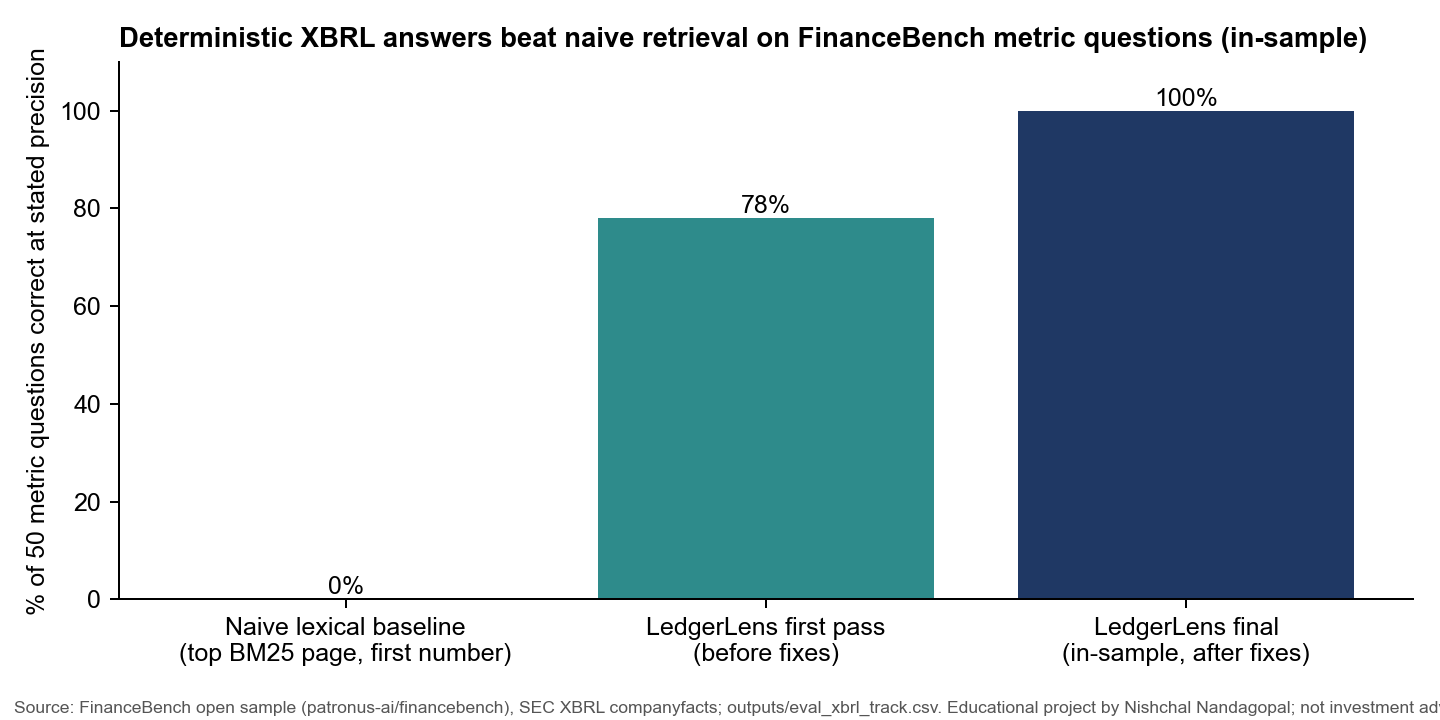 Deterministic XBRL answers beat naive retrieval on FinanceBench metric questions (in-sample)
% of 50 metric questions correct at stated precision
100
80
60
40
20
0
0%
78%
100%
Naive lexical baseline
(top BM25 page, first number)
LedgerLens first pass
(before fixes)
LedgerLens final
(in-sample, after fixes)
Source: FinanceBench open sample (patronus-ai/financebench), SEC XBRL companyfacts; outputs/eval_xbrl_track.csv. Educational project by Nishchal Nandagopal; not investment